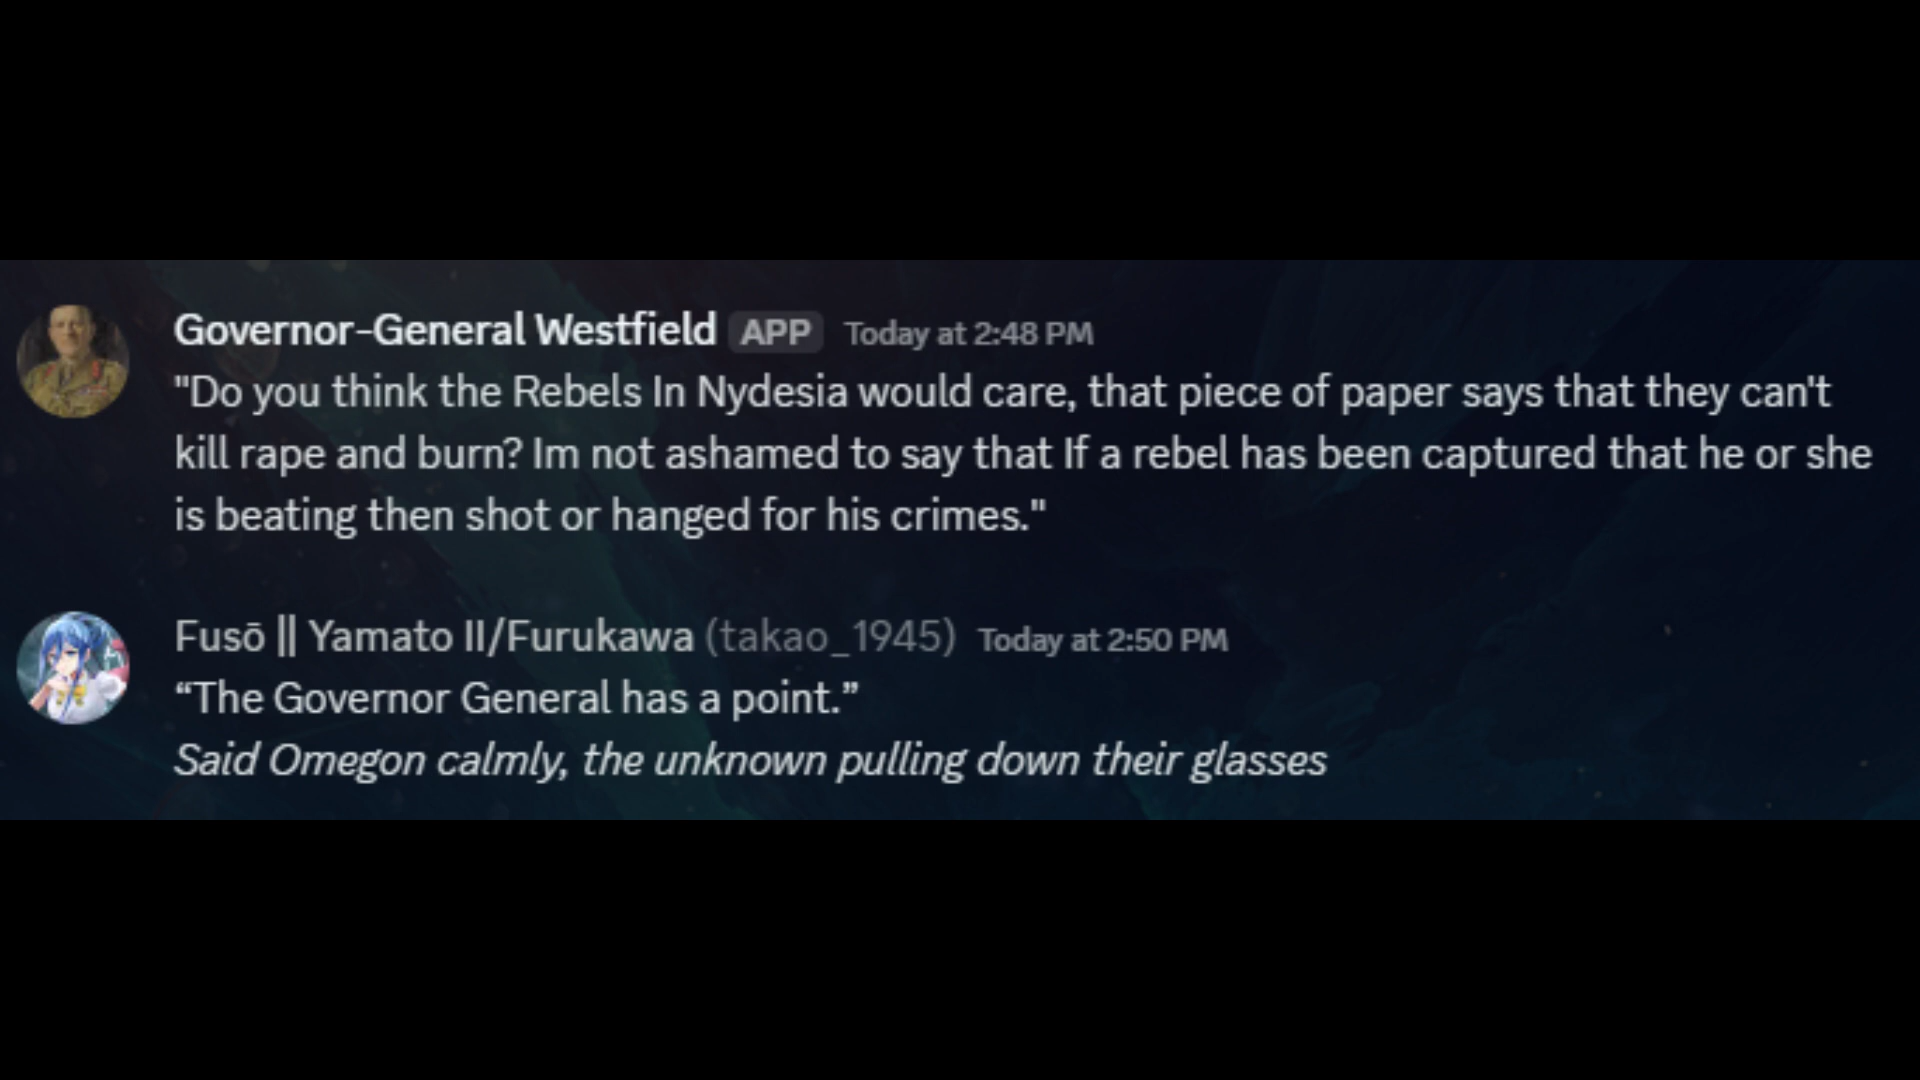 Governor-General Westfield APP Today at 2:48 PM
"Do you think the Rebels In Nydesia would care, that piece of paper says that they can't
kill rape and burn? Im not ashamed to say that If a rebel has been captured that he or she
is beating then shot or hanged for his crimes."
Fusō || Yamato II/Furukawa (takao_1945) Today at 2:50 PM
“The Governor General has a point.”
Said Omegon calmly, the unknown pulling down their glasses